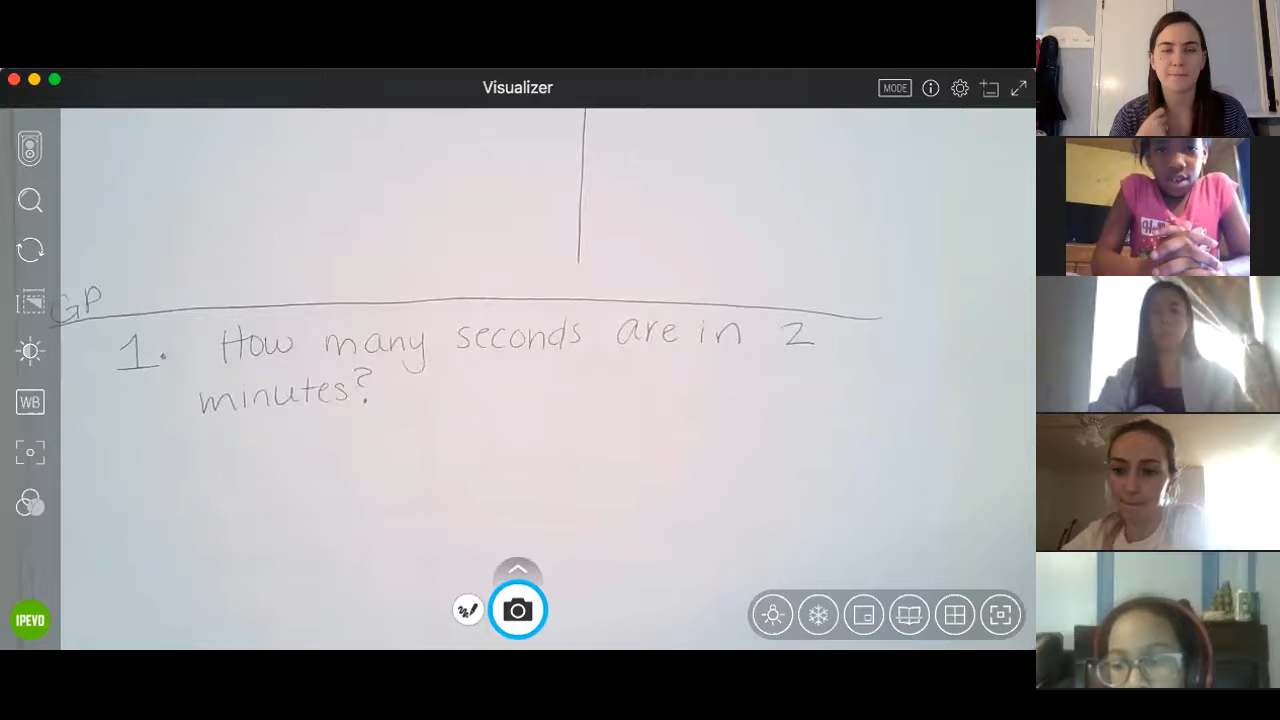 Visualizer
MODE
GP
1. How many seconds are in 2
minutes?
WB
IPEVO